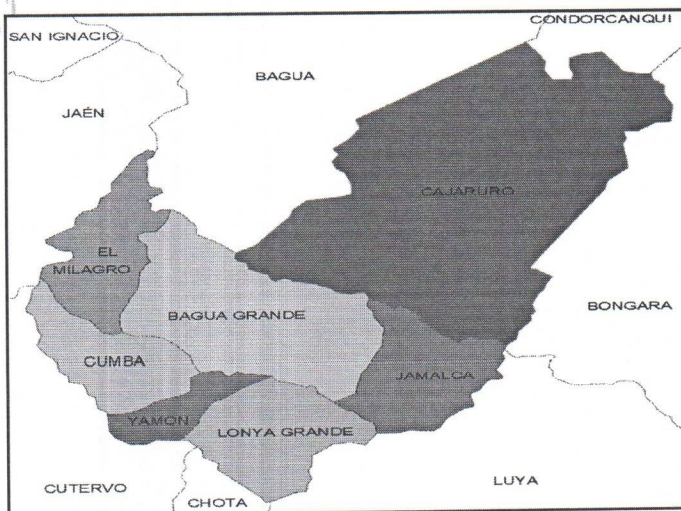 CONDORCANQUI
SAN IGNACIO
BAGUA
JAÉN
CAJARURO
EL
MILAGRO
BONGARA
BAGUA GRANDE
CUMBA
JAMALCA
YAMON
LONYA GRANDE
LUYA
CUTERVO
CHOTA